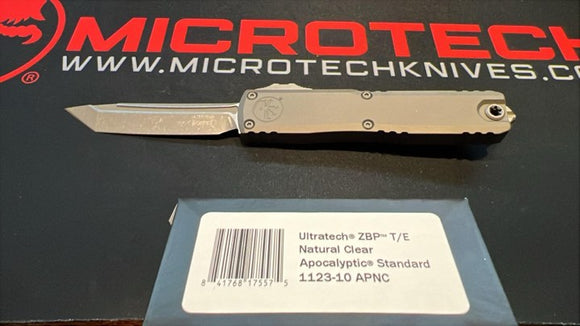 MICROTECH
®
WWW.MICROTECHKNIVES.CO
Ultratech® ZBP™ T/E
Natural Clear
Apocalyptic® Standard
1123-10 APNC
8 41768 17557 5